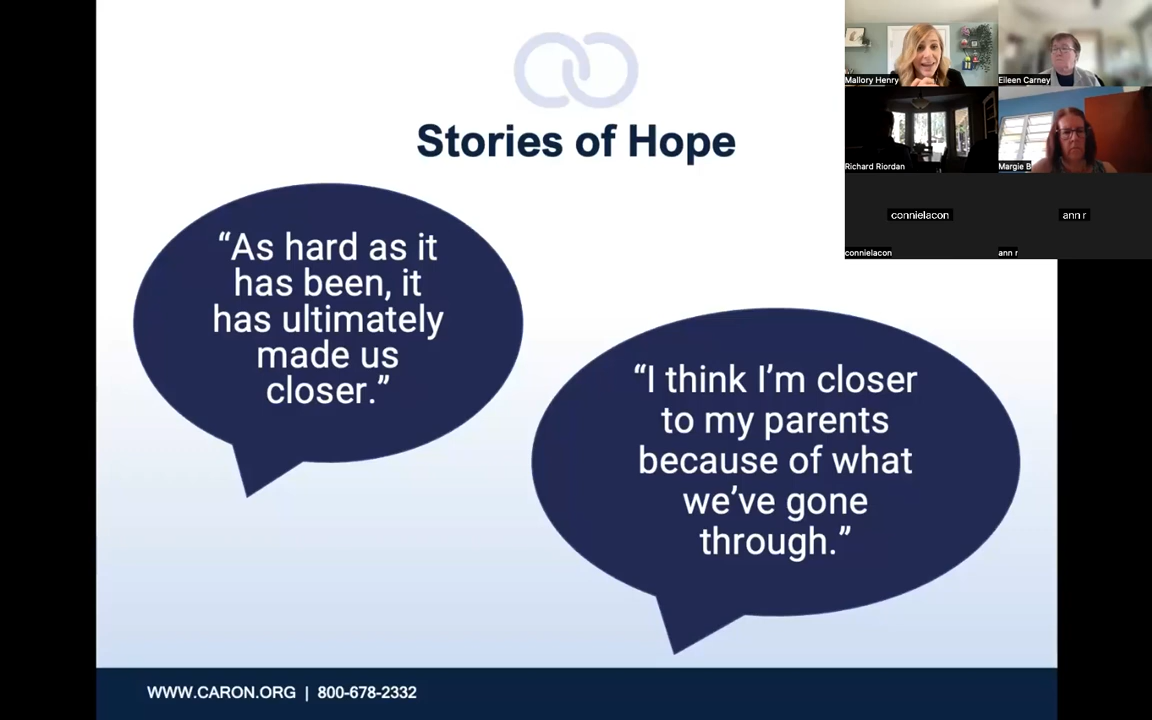 Stories of Hope
“As hard as it
has been, it
has ultimately
made us
closer.”
“I think I’m closer
to my parents
because of what
we’ve gone
through.”
WWW.CARON.ORG | 800-678-2332
Mallory Henry
Eileen Carney
Richard Riordan
Margie B
connielacon
ann r
connielacon
ann r